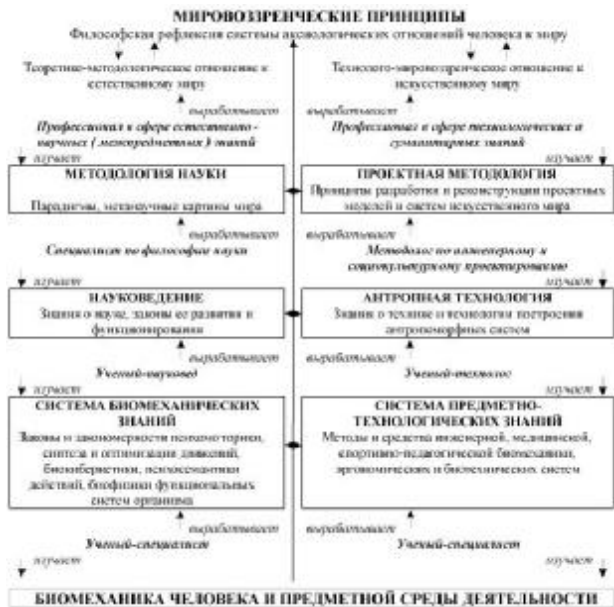 МИРОВОЗЗРЕНЧЕСКИЕ ПРИНЦИПЫ
Философская рефлексия системы аксиологических отношений человека к миру
Теоретико-методологическое отношение к
естественному миру
Технолого-мировоззренческое отношение к
искусственному миру
вырабатывает
вырабатывает
Профессионал в сфере естественно-
научных (межпредметных) знаний
Профессионал в сфере технологических и
гуманитарных знаний
изучает
изучает
МЕТОДОЛОГИЯ НАУКИ
Парадигмы, метанаучные картины мира
ПРОЕКТНАЯ МЕТОДОЛОГИЯ
Принципы разработки и реконструкции проектных
моделей и систем искусственного мира
вырабатывает
вырабатывает
Специалист по философии науки
Методолог по инженерному и
социокультурному проектированию
изучает
изучает
НАУКОВЕДЕНИЕ
Знания о науке, законы ее развития и
функционирования
АНТРОПНАЯ ТЕХНОЛОГИЯ
Знания о технике и технологии построения
антропоморфных систем
вырабатывает
вырабатывает
Ученый-науковед
Ученый-технолог
изучает
изучает
СИСТЕМА БИОМЕХАНИЧЕСКИХ
ЗНАНИЙ
Законы и закономерности психомоторики,
синтеза и оптимизации движений,
биокибернетики, психосемантики
действий, биофизики функциональных
систем организма
СИСТЕМА ПРЕДМЕТНО-
ТЕХНОЛОГИЧЕСКИХ ЗНАНИЙ
Методы и средства инженерной, медицинской,
спортивно-педагогической биомеханики,
эргономических и биотехнических систем
вырабатывает
вырабатывает
Ученый-специалист
Ученый-специалист
изучает
изучает
БИОМЕХАНИКА ЧЕЛОВЕКА И ПРЕДМЕТНОЙ СРЕДЫ ДЕЯТЕЛЬНОСТИ